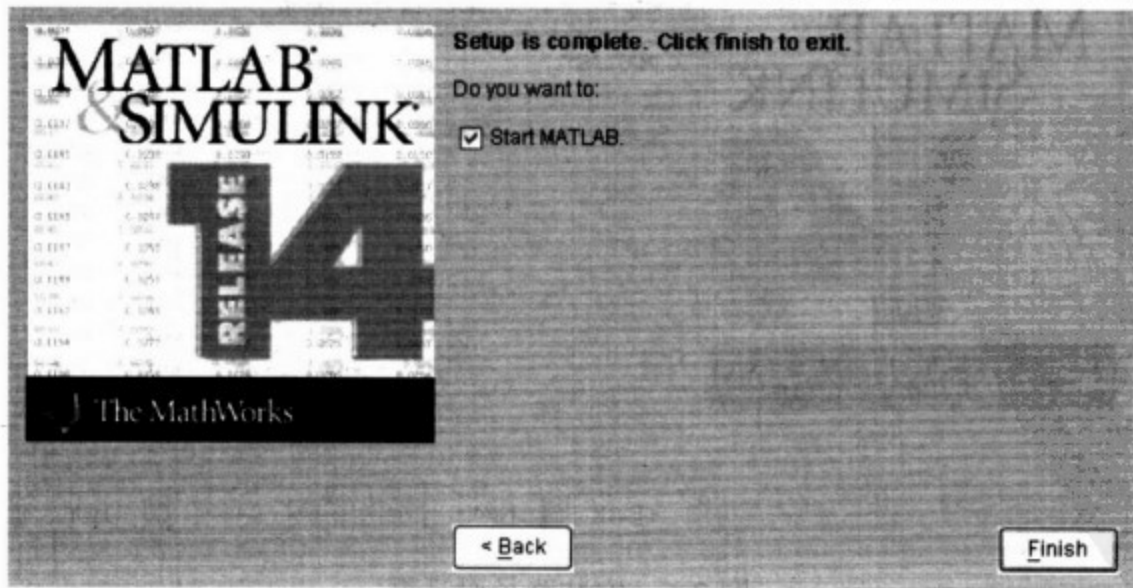 MATLAB®
& SIMULINK®
RELEASE
14
The MathWorks
Setup is complete. Click finish to exit.
Do you want to:
Start MATLAB.
< Back
Finish